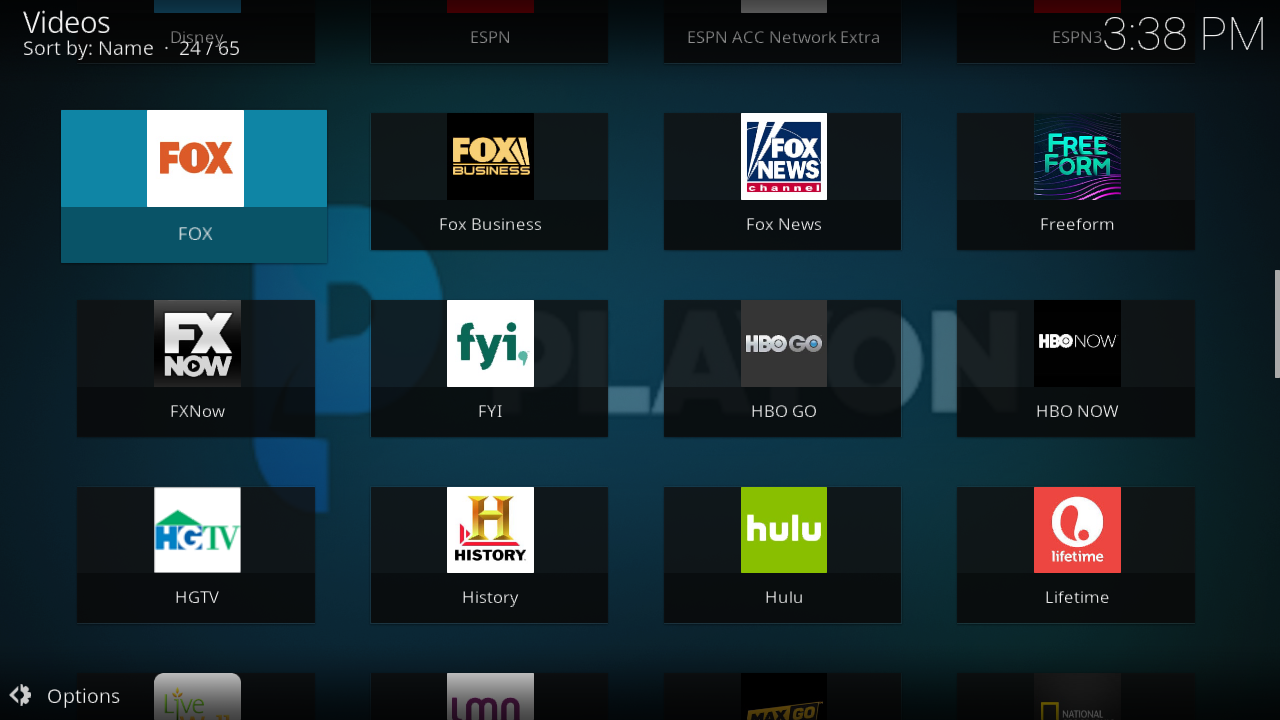 Videos
Sort by: Name · 24 / 65
3:38 PM
Disney
ESPN
ESPN ACC Network Extra
ESPN3
FOX
FOX BUSINESS
FOX NEWS channel
FREE FORM
FOX
Fox Business
Fox News
Freeform
FX NOW
fyi,
HBO GO
HBO NOW
PLAYON
FXNow
FYI
HBO GO
HBO NOW
HGTV
H HISTORY
hulu
lifetime
HGTV
History
Hulu
Lifetime
Options
Live
lmn
MAX GO
NATIONAL